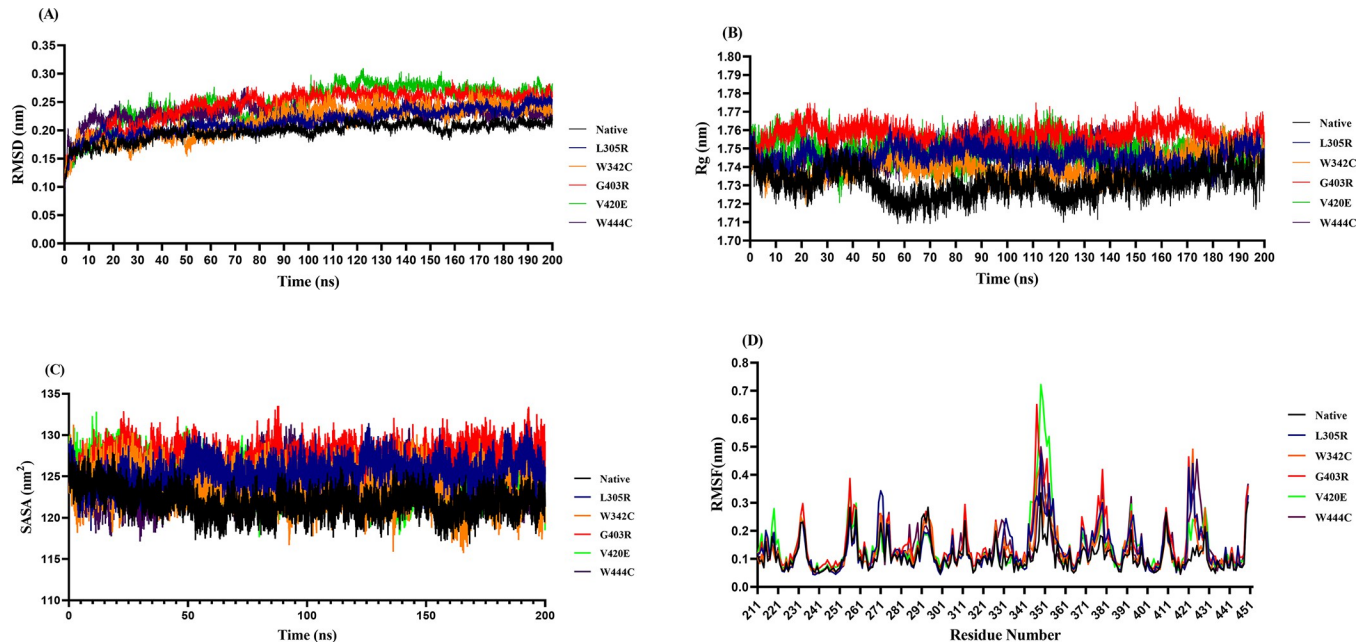 (A)
RMSD (nm)
0.35
0.30
0.25
0.20
0.15
0.10
0.05
0.00
0 10 20 30 40 50 60 70 80 90 100 110 120 130 140 150 160 170 180 190 200
Time (ns)
Native
L305R
W342C
G403R
V420E
W444C
(B)
Rg (nm)
1.80
1.79
1.78
1.77
1.76
1.75
1.74
1.73
1.72
1.71
1.70
0 10 20 30 40 50 60 70 80 90 100 110 120 130 140 150 160 170 180 190 200
Time (ns)
Native
L305R
W342C
G403R
V420E
W444C
(C)
SASA (nm²)
135
130
125
120
115
110
0 50 100 150 200
Time (ns)
Native
L305R
W342C
G403R
V420E
W444C
(D)
RMSF(nm)
0.8
0.7
0.6
0.5
0.4
0.3
0.2
0.1
0.0
211 221 231 241 251 261 271 281 291 301 311 321 331 341 351 361 371 381 391 401 411 421 431 441 451
Residue Number
Native
L305R
W342C
G403R
V420E
W444C